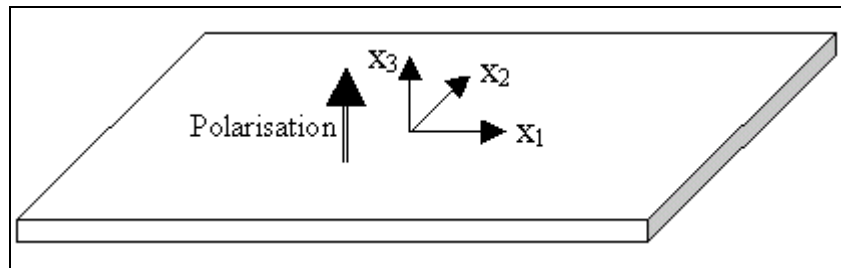 x₃
x₂
Polarisation
x₁